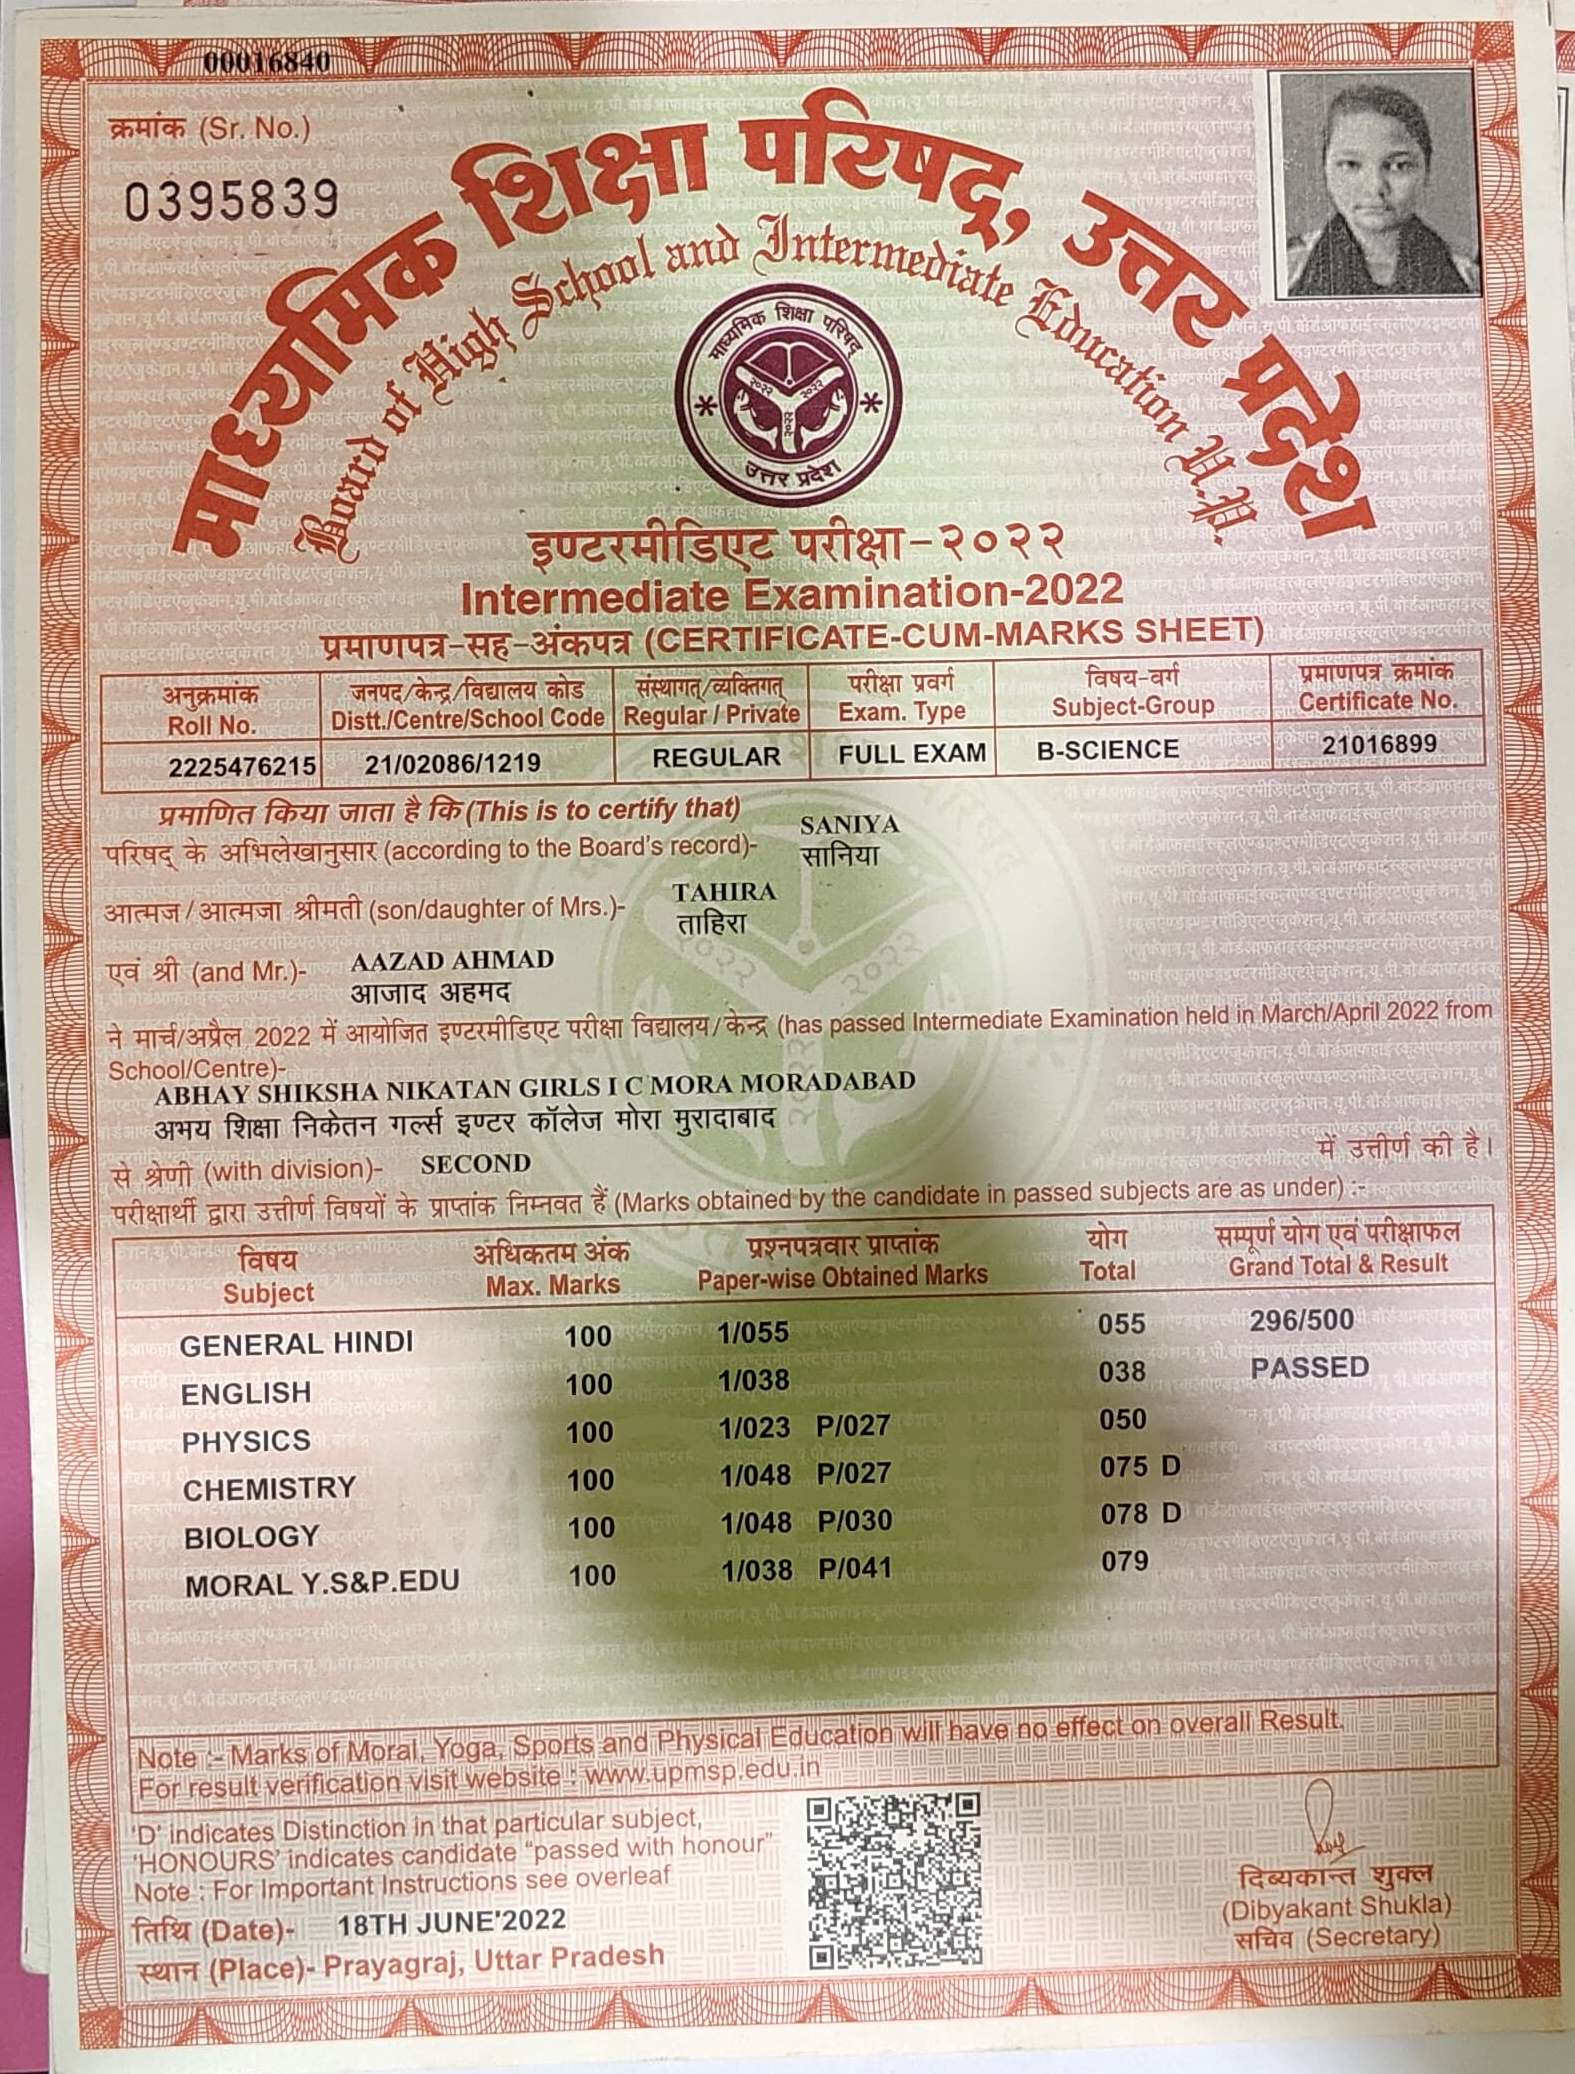 00016840
क्रमांक (Sr. No.)
0395839
माध्यमिक शिक्षा परिषद्, उत्तर प्रदेश
Board of High School and Intermediate Education U.P.
माध्यमिक शिक्षा परिषद्
२०२२ २०२२
२०२२
उत्तर प्रदेश
इण्टरमीडिएट परीक्षा-२०२२
Intermediate Examination-2022
प्रमाणपत्र-सह-अंकपत्र (CERTIFICATE-CUM-MARKS SHEET)
अनुक्रमांक जनपद/केन्द्र/विद्यालय कोड संस्थागत्/व्यक्तिगत् परीक्षा प्रवर्ग विषय-वर्ग प्रमाणपत्र क्रमांक
Roll No. Distt./Centre/School Code Regular / Private Exam. Type Subject-Group Certificate No.
2225476215 21/02086/1219 REGULAR FULL EXAM B-SCIENCE 21016899
प्रमाणित किया जाता है कि (This is to certify that)
परिषद् के अभिलेखानुसार (according to the Board's record)- SANIYA
सानिया
आत्मज/आत्मजा श्रीमती (son/daughter of Mrs.)- TAHIRA
ताहिरा
एवं श्री (and Mr.)- AAZAD AHMAD
आजाद अहमद
ने मार्च/अप्रैल 2022 में आयोजित इण्टरमीडिएट परीक्षा विद्यालय/केन्द्र (has passed Intermediate Examination held in March/April 2022 from
School/Centre)-
ABHAY SHIKSHA NIKATAN GIRLS I C MORA MORADABAD
अभय शिक्षा निकेतन गर्ल्स इण्टर कॉलेज मोरा मुरादाबाद
से श्रेणी (with division)- SECOND में उत्तीर्ण की है।
परीक्षार्थी द्वारा उत्तीर्ण विषयों के प्राप्तांक निम्नवत हैं (Marks obtained by the candidate in passed subjects are as under) :-
विषय अधिकतम अंक प्रश्नपत्रवार प्राप्तांक योग सम्पूर्ण योग एवं परीक्षाफल
Subject Max. Marks Paper-wise Obtained Marks Total Grand Total & Result
GENERAL HINDI 100 1/055 055 296/500
ENGLISH 100 1/038 038 PASSED
PHYSICS 100 1/023 P/027 050
CHEMISTRY 100 1/048 P/027 075 D
BIOLOGY 100 1/048 P/030 078 D
MORAL Y.S&P.EDU 100 1/038 P/041 079
Note :- Marks of Moral, Yoga, Sports and Physical Education will have no effect on overall Result.
For result verification visit website : www.upmsp.edu.in
'D' indicates Distinction in that particular subject,
'HONOURS' indicates candidate "passed with honour"
Note : For Important Instructions see overleaf
तिथि (Date)- 18TH JUNE'2022
स्थान (Place)- Prayagraj, Uttar Pradesh
दिव्यकान्त शुक्ल
(Dibyakant Shukla)
सचिव (Secretary)